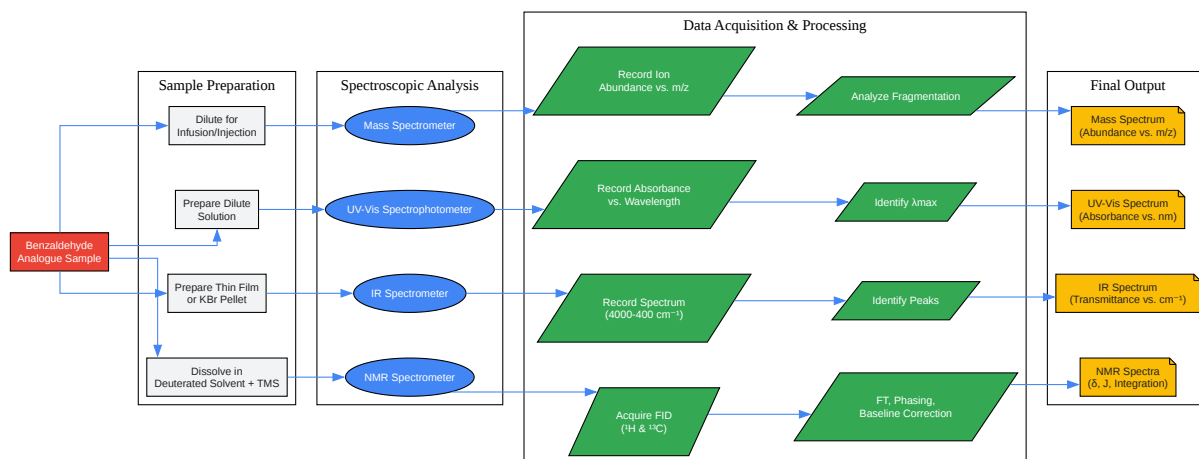 Data Acquisition & Processing
Sample Preparation
Spectroscopic Analysis
Final Output
Benzaldehyde
Analogue Sample
Dilute for
Infusion/Injection
Mass Spectrometer
Record Ion
Abundance vs. m/z
Analyze Fragmentation
Mass Spectrum
(Abundance vs. m/z)
Prepare Dilute
Solution
UV-Vis Spectrophotometer
Record Absorbance
vs. Wavelength
Identify λmax
UV-Vis Spectrum
(Absorbance vs. nm)
Prepare Thin Film
or KBr Pellet
IR Spectrometer
Record Spectrum
(4000-400 cm⁻¹)
Identify Peaks
IR Spectrum
(Transmittance vs. cm⁻¹)
Dissolve in
Deuterated Solvent + TMS
NMR Spectrometer
Acquire FID
(¹H & ¹³C)
FT, Phasing,
Baseline Correction
NMR Spectra
(δ, J, Integration)